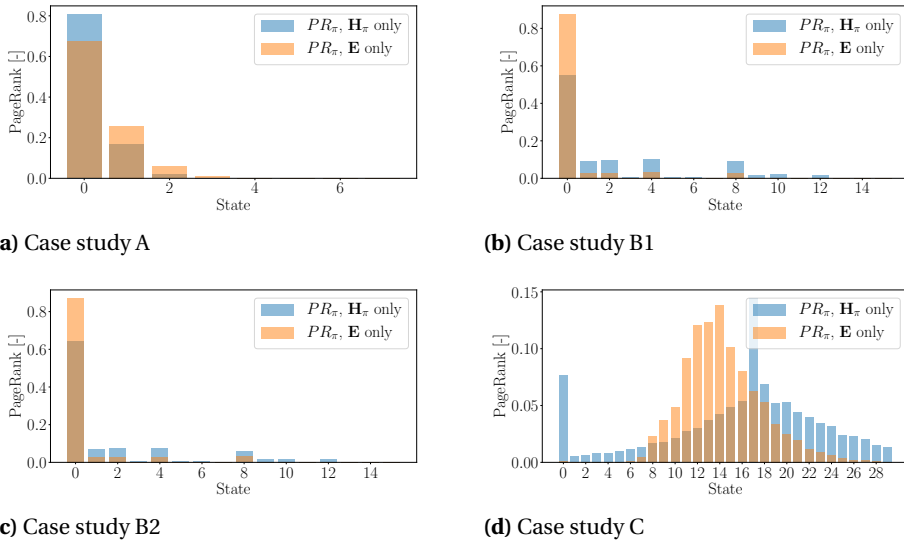 0.8
0.6
0.4
0.2
0.0
PageRank [-]
0 2 4 6
State
PR_π, H_π only
PR_π, E only
a) Case study A
0.8
0.6
0.4
0.2
0.0
PageRank [-]
0 2 4 6 8 10 12 14
State
PR_π, H_π only
PR_π, E only
(b) Case study B1
0.8
0.6
0.4
0.2
0.0
PageRank [-]
0 2 4 6 8 10 12 14
State
PR_π, H_π only
PR_π, E only
c) Case study B2
0.15
0.10
0.05
0.00
PageRank [-]
0 2 4 6 8 10 12 14 16 18 20 22 24 26 28
State
PR_π, H_π only
PR_π, E only
(d) Case study C